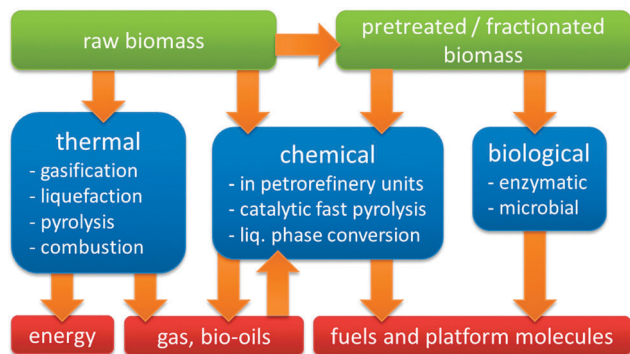 raw biomass
pretreated / fractionated
biomass
thermal
- gasification
- liquefaction
- pyrolysis
- combustion
chemical
- in petrorefinery units
- catalytic fast pyrolysis
- liq. phase conversion
biological
- enzymatic
- microbial
energy
gas, bio-oils
fuels and platform molecules